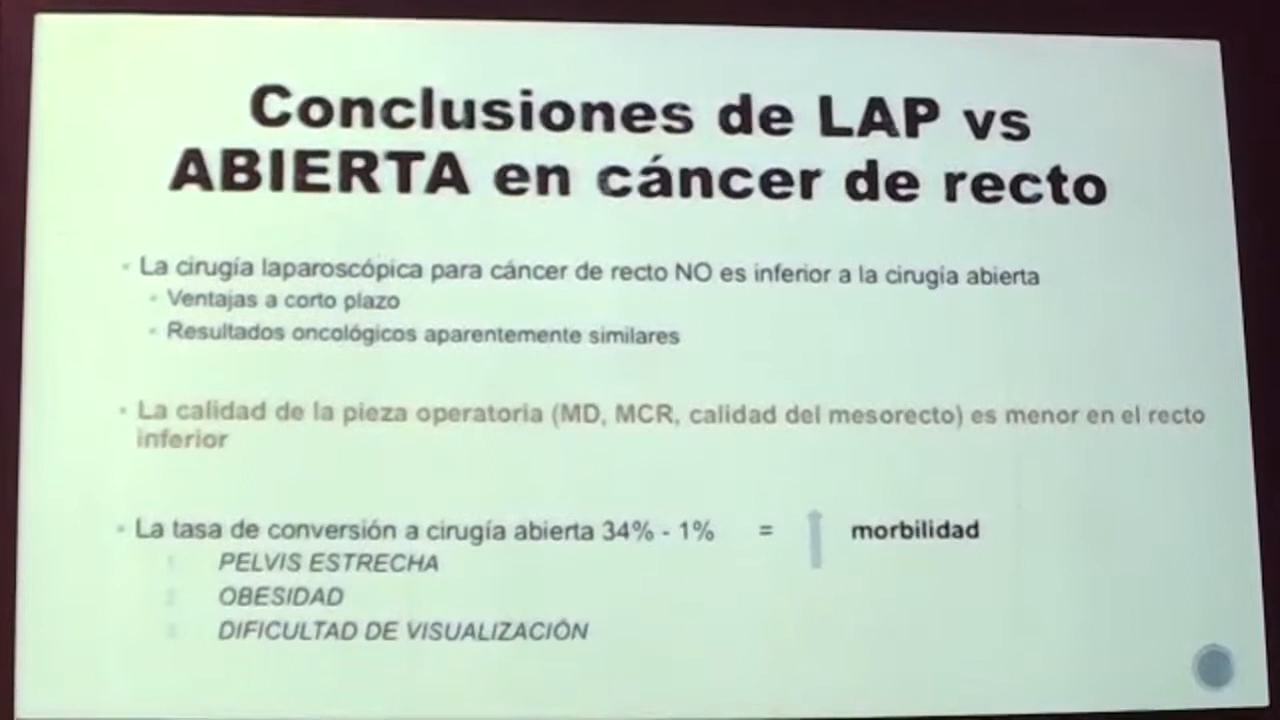 Conclusiones de LAP vs
ABIERTA en cáncer de recto
La cirugía laparoscópica para cáncer de recto NO es inferior a la cirugía abierta
Ventajas a corto plazo
Resultados oncológicos aparentemente similares
La calidad de la pieza operatoria (MD, MCR, calidad del mesorecto) es menor en el recto
inferior
La tasa de conversión a cirugía abierta 34% - 1% = morbilidad
PELVIS ESTRECHA
OBESIDAD
DIFICULTAD DE VISUALIZACIÓN